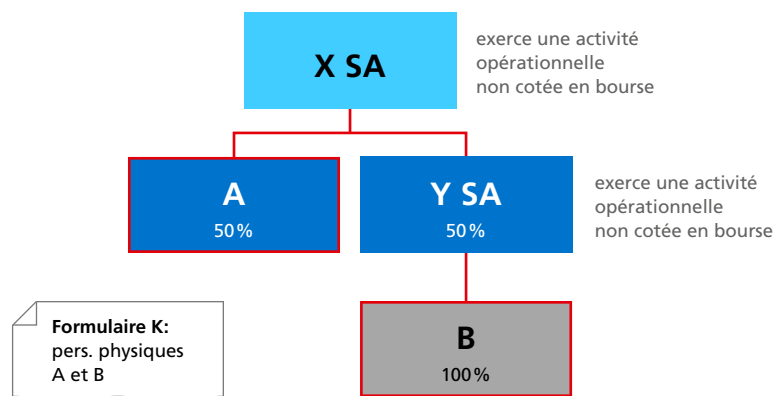 X SA
exerce une activité
opérationnelle
non cotée en bourse
A
50%
Y SA
50%
exerce une activité
opérationnelle
non cotée en bourse
Formulaire K:
pers. physiques
A et B
B
100%